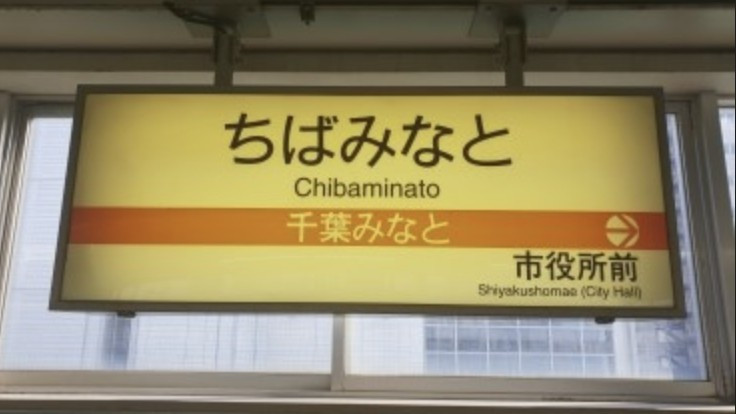 ちばみなと
Chibaminato
千葉みなと
市役所前
Shiyakushomae (City Hall)